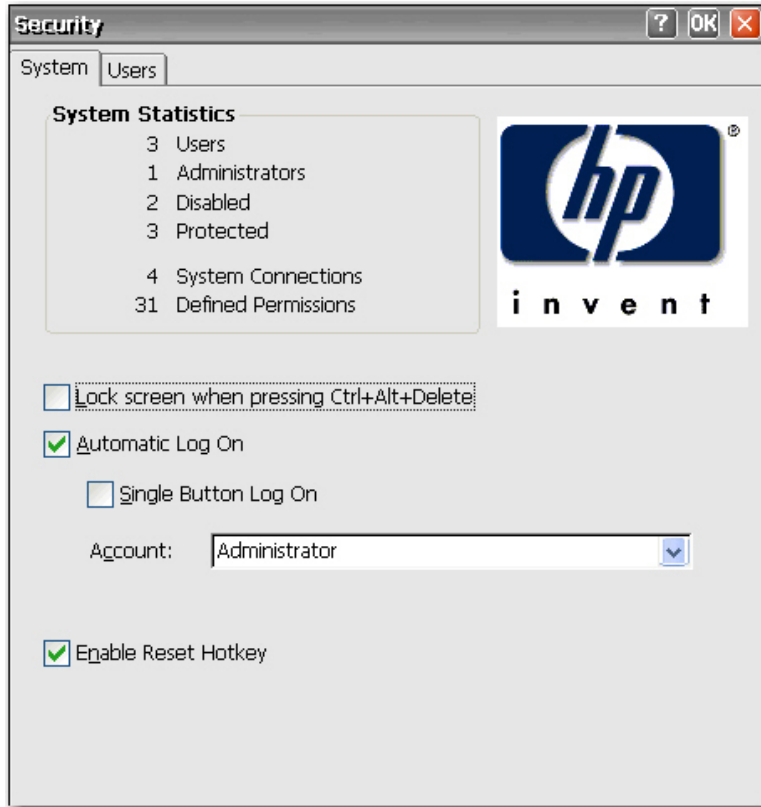 Security
? OK X
System Users
System Statistics
3 Users
1 Administrators
2 Disabled
3 Protected
4 System Connections
31 Defined Permissions
hp®
invent
Lock screen when pressing Ctrl+Alt+Delete
Automatic Log On
Single Button Log On
Account: Administrator
Enable Reset Hotkey